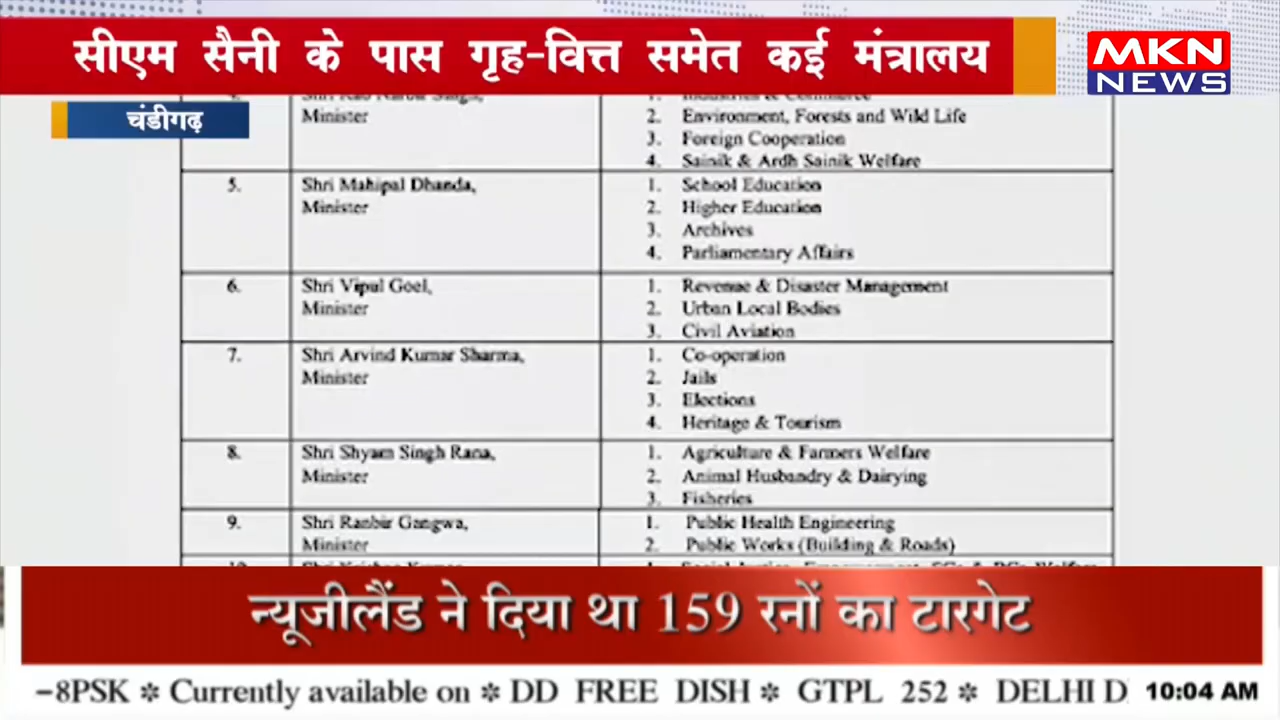 सीएम सैनी के पास गृह-वित्त समेत कई मंत्रालय
MKN
NEWS
चंडीगढ़
Minister
2. Environment, Forests and Wild Life
3. Foreign Cooperation
4. Sainik & Ardh Sainik Welfare
5. Shri Mahipal Dhanda, 1. School Education
Minister 2. Higher Education
3. Archives
4. Parliamentary Affairs
6. Shri Vipul Goel, 1. Revenue & Disaster Management
Minister 2. Urban Local Bodies
3. Civil Aviation
7. Shri Arvind Kumar Sharma, 1. Co-operation
Minister 2. Jails
3. Elections
4. Heritage & Tourism
8. Shri Shyam Singh Rana, 1. Agriculture & Farmers Welfare
Minister 2. Animal Husbandry & Dairying
3. Fisheries
9. Shri Ranbir Gangwa, 1. Public Health Engineering
Minister 2. Public Works (Building & Roads)
न्यूजीलैंड ने दिया था 159 रनों का टारगेट
-8PSK * Currently available on * DD FREE DISH * GTPL 252 * DELHI D
10:04 AM